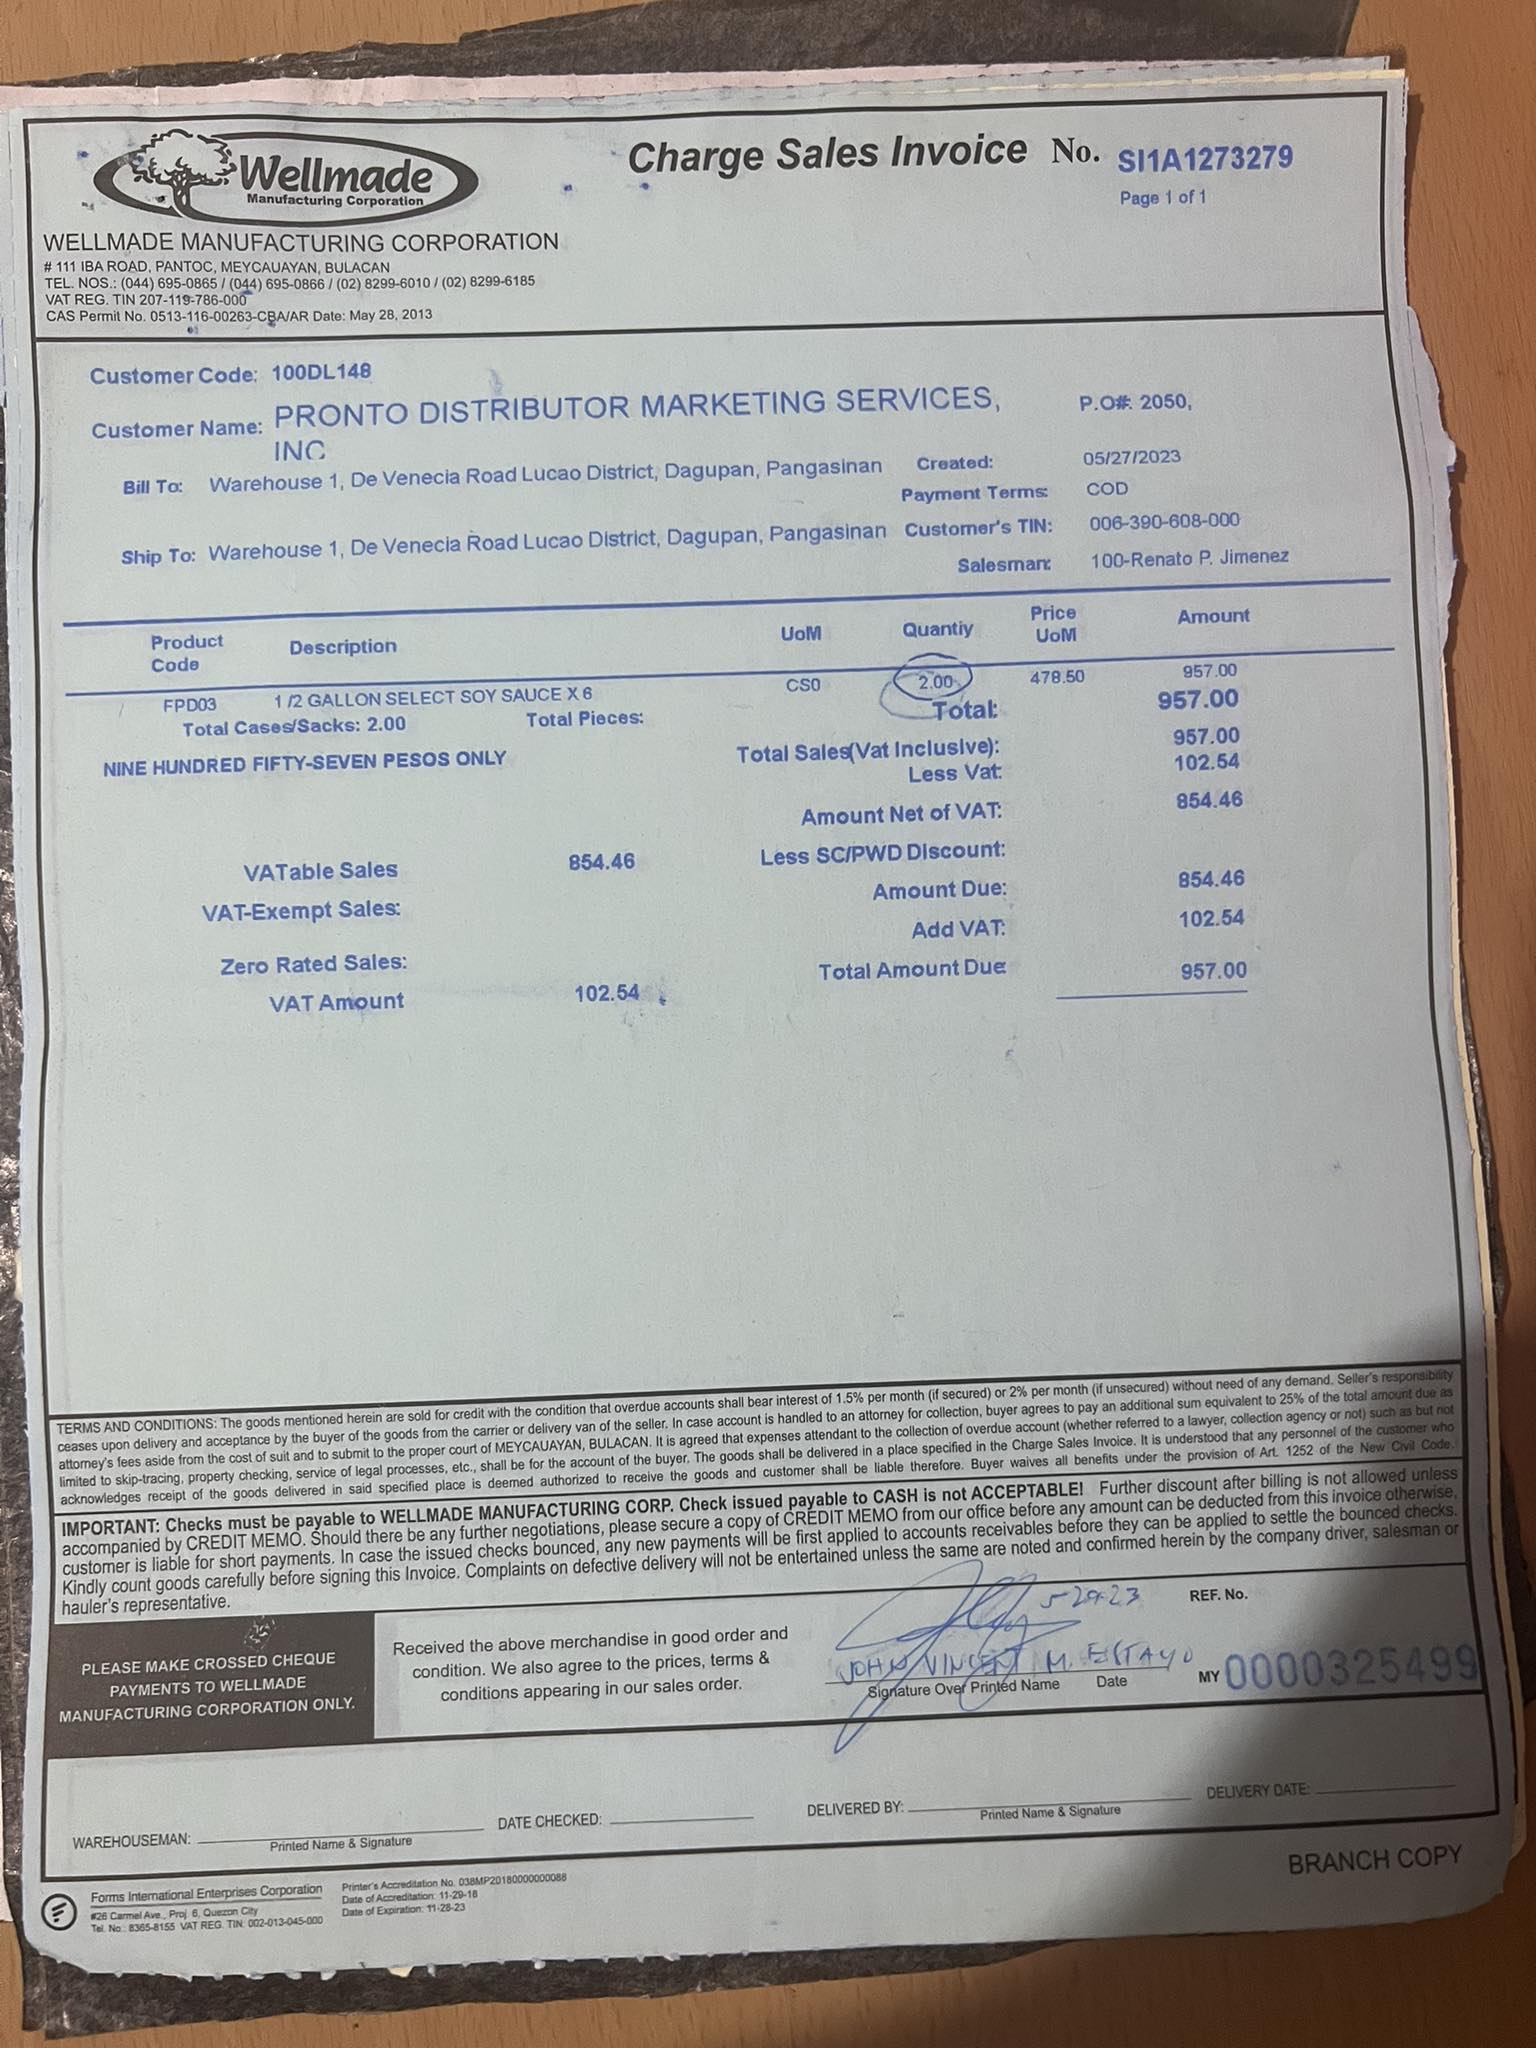 Wellmade
Manufacturing Corporation
Charge Sales Invoice No. SI1A1273279
Page 1 of 1
WELLMADE MANUFACTURING CORPORATION
# 111 IBA ROAD, PANTOC, MEYCAUAYAN, BULACAN
TEL. NOS.: (044) 695-0865 / (044) 695-0866 / (02) 8299-6010 / (02) 8299-6185
VAT REG. TIN 207-119-786-000
CAS Permit No. 0513-116-00263-CBA/AR Date: May 28, 2013
Customer Code: 100DL148
Customer Name: PRONTO DISTRIBUTOR MARKETING SERVICES, INC
P.O#: 2050,
Bill To: Warehouse 1, De Venecia Road Lucao District, Dagupan, Pangasinan
Created: 05/27/2023
Payment Terms: COD
Ship To: Warehouse 1, De Venecia Road Lucao District, Dagupan, Pangasinan
Customer's TIN: 006-390-608-000
Salesman: 100-Renato P. Jimenez
Product Code Description UoM Quantiy Price UoM Amount
FPD03 1 /2 GALLON SELECT SOY SAUCE X 6 CS0 2.00 478.50 957.00
Total Cases/Sacks: 2.00 Total Pieces: Total: 957.00
NINE HUNDRED FIFTY-SEVEN PESOS ONLY
Total Sales(Vat Inclusive): 957.00
Less Vat: 102.54
Amount Net of VAT: 854.46
VATable Sales 854.46
Less SC/PWD Discount:
VAT-Exempt Sales:
Amount Due: 854.46
Add VAT: 102.54
Zero Rated Sales:
Total Amount Due: 957.00
VAT Amount 102.54
TERMS AND CONDITIONS: The goods mentioned herein are sold for credit with the condition that overdue accounts shall bear interest of 1.5% per month (if secured) or 2% per month (if unsecured) without need of any demand. Seller's responsibility
ceases upon delivery and acceptance by the buyer of the goods from the carrier or delivery van of the seller. In case account is handled to an attorney for collection, buyer agrees to pay an additional sum equivalent to 25% of the total amount due as
attorney's fees aside from the cost of suit and to submit to the proper court of MEYCAUAYAN, BULACAN. It is agreed that expenses attendant to the collection of overdue account (whether referred to a lawyer, collection agency or not) such as but not
limited to skip-tracing, property checking, service of legal processes, etc., shall be for the account of the buyer. The goods shall be delivered in a place specified in the Charge Sales Invoice. It is understood that any personnel of the customer who
acknowledges receipt of the goods delivered in said specified place is deemed authorized to receive the goods and customer shall be liable therefore. Buyer waives all benefits under the provision of Art. 1252 of the New Civil Code.
IMPORTANT: Checks must be payable to WELLMADE MANUFACTURING CORP. Check issued payable to CASH is not ACCEPTABLE! Further discount after billing is not allowed unless
accompanied by CREDIT MEMO. Should there be any further negotiations, please secure a copy of CREDIT MEMO from our office before any amount can be deducted from this invoice otherwise,
customer is liable for short payments. In case the issued checks bounced, any new payments will be first applied to accounts receivables before they can be applied to settle the bounced checks.
Kindly count goods carefully before signing this Invoice. Complaints on defective delivery will not be entertained unless the same are noted and confirmed herein by the company driver, salesman or
hauler's representative.
PLEASE MAKE CROSSED CHEQUE
PAYMENTS TO WELLMADE
MANUFACTURING CORPORATION ONLY.
Received the above merchandise in good order and
condition. We also agree to the prices, terms &
conditions appearing in our sales order.
5-29-23
JOHN VINCENT M. ESTAYO
Signature Over Printed Name Date
REF. No.
MY 0000325499
WAREHOUSEMAN:
Printed Name & Signature
DATE CHECKED:
DELIVERED BY:
Printed Name & Signature
DELIVERY DATE:
BRANCH COPY
Forms International Enterprises Corporation
#26 Carmel Ave., Proj. 6, Quezon City
Tel. No.: 8365-8155 VAT REG. TIN: 002-013-045-000
Printer's Accreditation No. 038MP20180000000088
Date of Accreditation: 11-29-18
Date of Expiration: 11-28-23